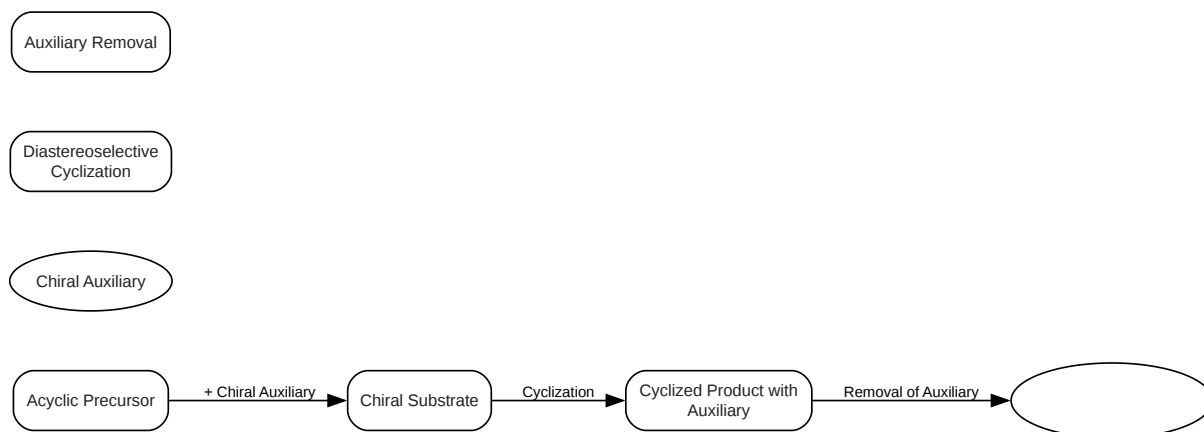 Auxiliary Removal
Diastereoselective
Cyclization
Chiral Auxiliary
Acyclic Precursor
+ Chiral Auxiliary
Chiral Substrate
Cyclization
Cyclized Product with
Auxiliary
Removal of Auxiliary